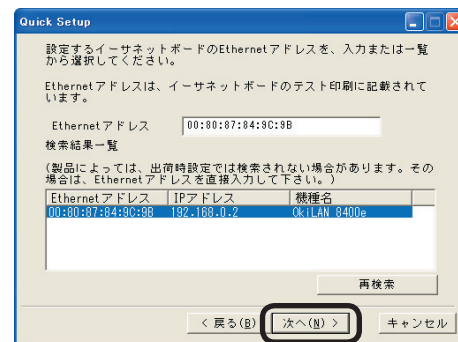 Quick Setup
設定するイーサネットボードのEthernetアドレスを、入力または一覧
から選択してください。
Ethernetアドレスは、イーサネットボードのテスト印刷に記載されて
います。
Ethernetアドレス 00:80:87:84:9C:9B
検索結果一覧
(製品によっては、出荷時設定では検索されない場合があります。その
場合は、Ethernetアドレスを直接入力して下さい。)
Ethernetアドレス IPアドレス 機種名
00:80:87:84:9C:9B 192.168.0.2 OkiLAN 8400e
再検索
< 戻る(B) 次へ(N) > キャンセル